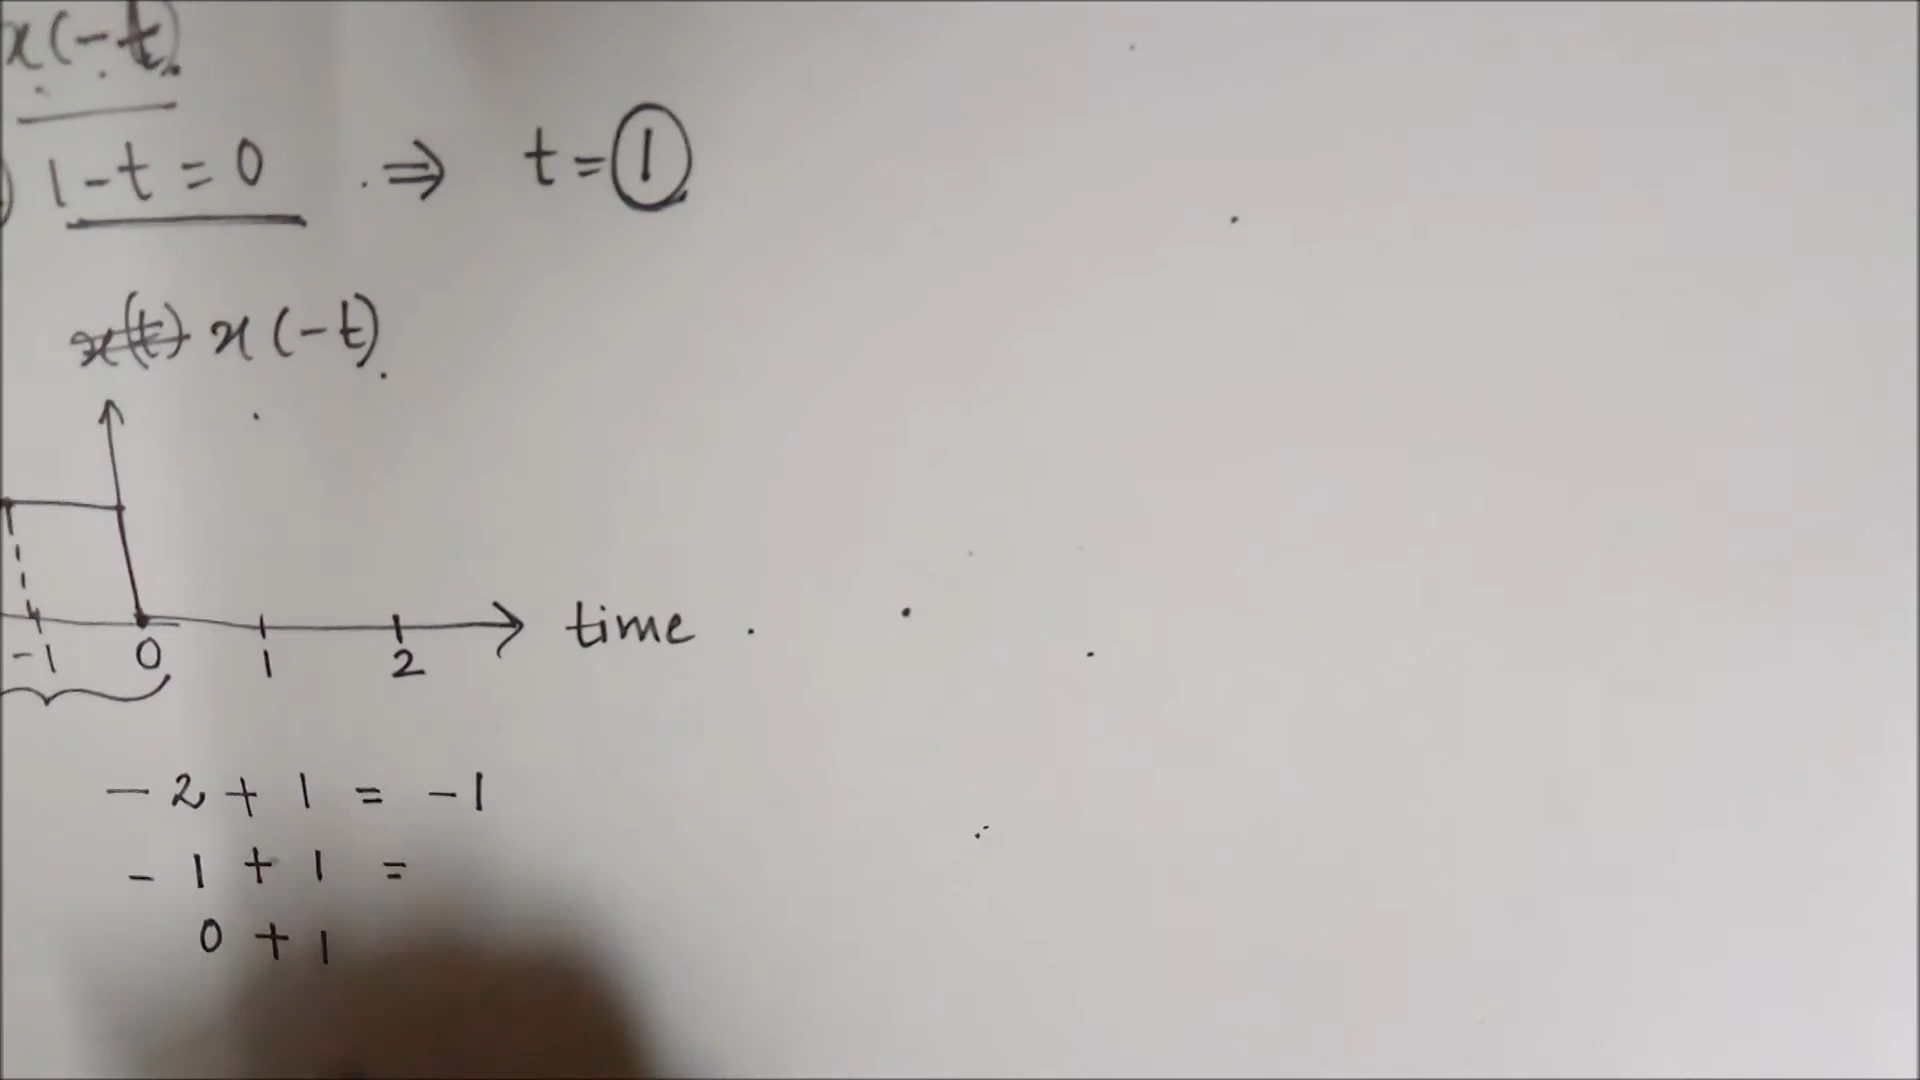 x(-t)
) 1-t=0 ⇒ t=1
x(t) x(-t)
time
-1 0 1 2
-2+1=-1
-1+1=
0+1